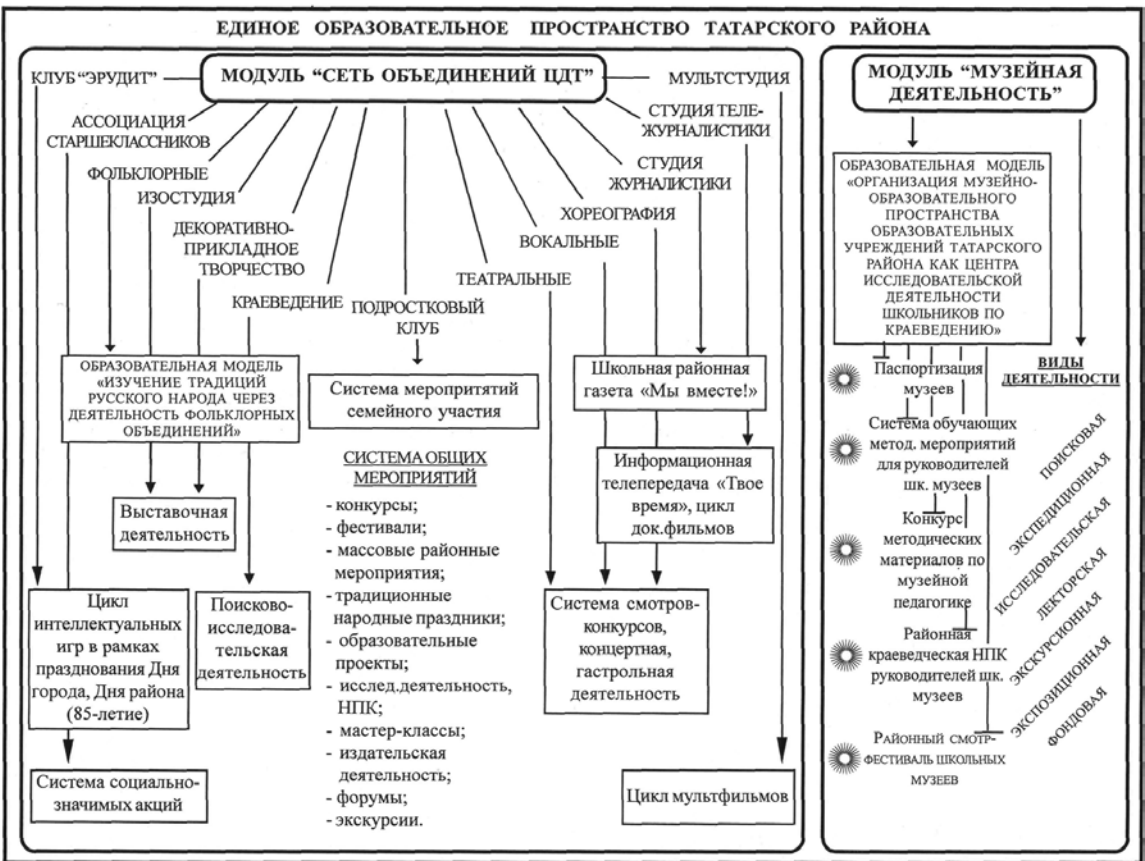 ЕДИНОЕ ОБРАЗОВАТЕЛЬНОЕ ПРОСТРАНСТВО ТАТАРСКОГО РАЙОНА
МОДУЛЬ “СЕТЬ ОБЪЕДИНЕНИЙ ЦДТ”
КЛУБ “ЭРУДИТ”
АССОЦИАЦИЯ
СТАРШЕКЛАССНИКОВ
ФОЛЬКЛОРНЫЕ
ИЗОСТУДИЯ
ДЕКОРАТИВНО-
ПРИКЛАДНОЕ
ТВОРЧЕСТВО
КРАЕВЕДЕНИЕ
ПОДРОСТКОВЫЙ
КЛУБ
ТЕАТРАЛЬНЫЕ
ВОКАЛЬНЫЕ
ХОРЕОГРАФИЯ
СТУДИЯ
ЖУРНАЛИСТИКИ
СТУДИЯ ТЕЛЕ-
ЖУРНАЛИСТИКИ
МУЛЬТСТУДИЯ
ОБРАЗОВАТЕЛЬНАЯ МОДЕЛЬ
«ИЗУЧЕНИЕ ТРАДИЦИЙ
РУССКОГО НАРОДА ЧЕРЕЗ
ДЕЯТЕЛЬНОСТЬ ФОЛЬКЛОРНЫХ
ОБЪЕДИНЕНИЙ»
Система меропритятий
семейного участия
Школьная районная
газета «Мы вместе!»
Информационная
телепередача «Твое
время», цикл
док.фильмов
Выставочная
деятельность
Цикл
интеллектуальных
игр в рамках
празднования Дня
города, Дня района
(85-летие)
Поисково-
исследова-
тельская
деятельность
СИСТЕМА ОБЩИХ
МЕРОПРИЯТИЙ
- конкурсы;
- фестивали;
- массовые районные
мероприятия;
- традиционные
народные праздники;
- образовательные
проекты;
- исслед.деятельность,
НПК;
- мастер-классы;
- издательская
деятельность;
- форумы;
- экскурсии.
Система смотров-
конкурсов,
концертная,
гастрольная
деятельность
Система социально-
значимых акций
Цикл мультфильмов
МОДУЛЬ “МУЗЕЙНАЯ
ДЕЯТЕЛЬНОСТЬ”
ОБРАЗОВАТЕЛЬНАЯ МОДЕЛЬ
«ОРГАНИЗАЦИЯ МУЗЕЙНО-
ОБРАЗОВАТЕЛЬНОГО
ПРОСТРАНСТВА
ОБРАЗОВАТЕЛЬНЫХ
УЧРЕЖДЕНИЙ ТАТАРСКОГО
РАЙОНА КАК ЦЕНТРА
ИССЛЕДОВАТЕЛЬСКОЙ
ДЕЯТЕЛЬНОСТИ
ШКОЛЬНИКОВ ПО
КРАЕВЕДЕНИЮ»
Паспортизация
музеев
Система обучающих
метод. мероприятий
для руководителей
шк. музеев
Конкурс
методических
материалов по
музейной
педагогике
Районная
краеведческая НПК
руководителей шк.
музеев
РАЙОННЫЙ СМОТР-
ФЕСТИВАЛЬ ШКОЛЬНЫХ
МУЗЕЕВ
ВИДЫ
ДЕЯТЕЛЬНОСТИ
ПОИСКОВАЯ
ЭКСПЕДИЦИОННАЯ
ИССЛЕДОВАТЕЛЬСКАЯ
ЛЕКТОРСКАЯ
ЭКСКУРСИОННАЯ
ЭКСПОЗИЦИОННАЯ
ФОНДОВАЯ